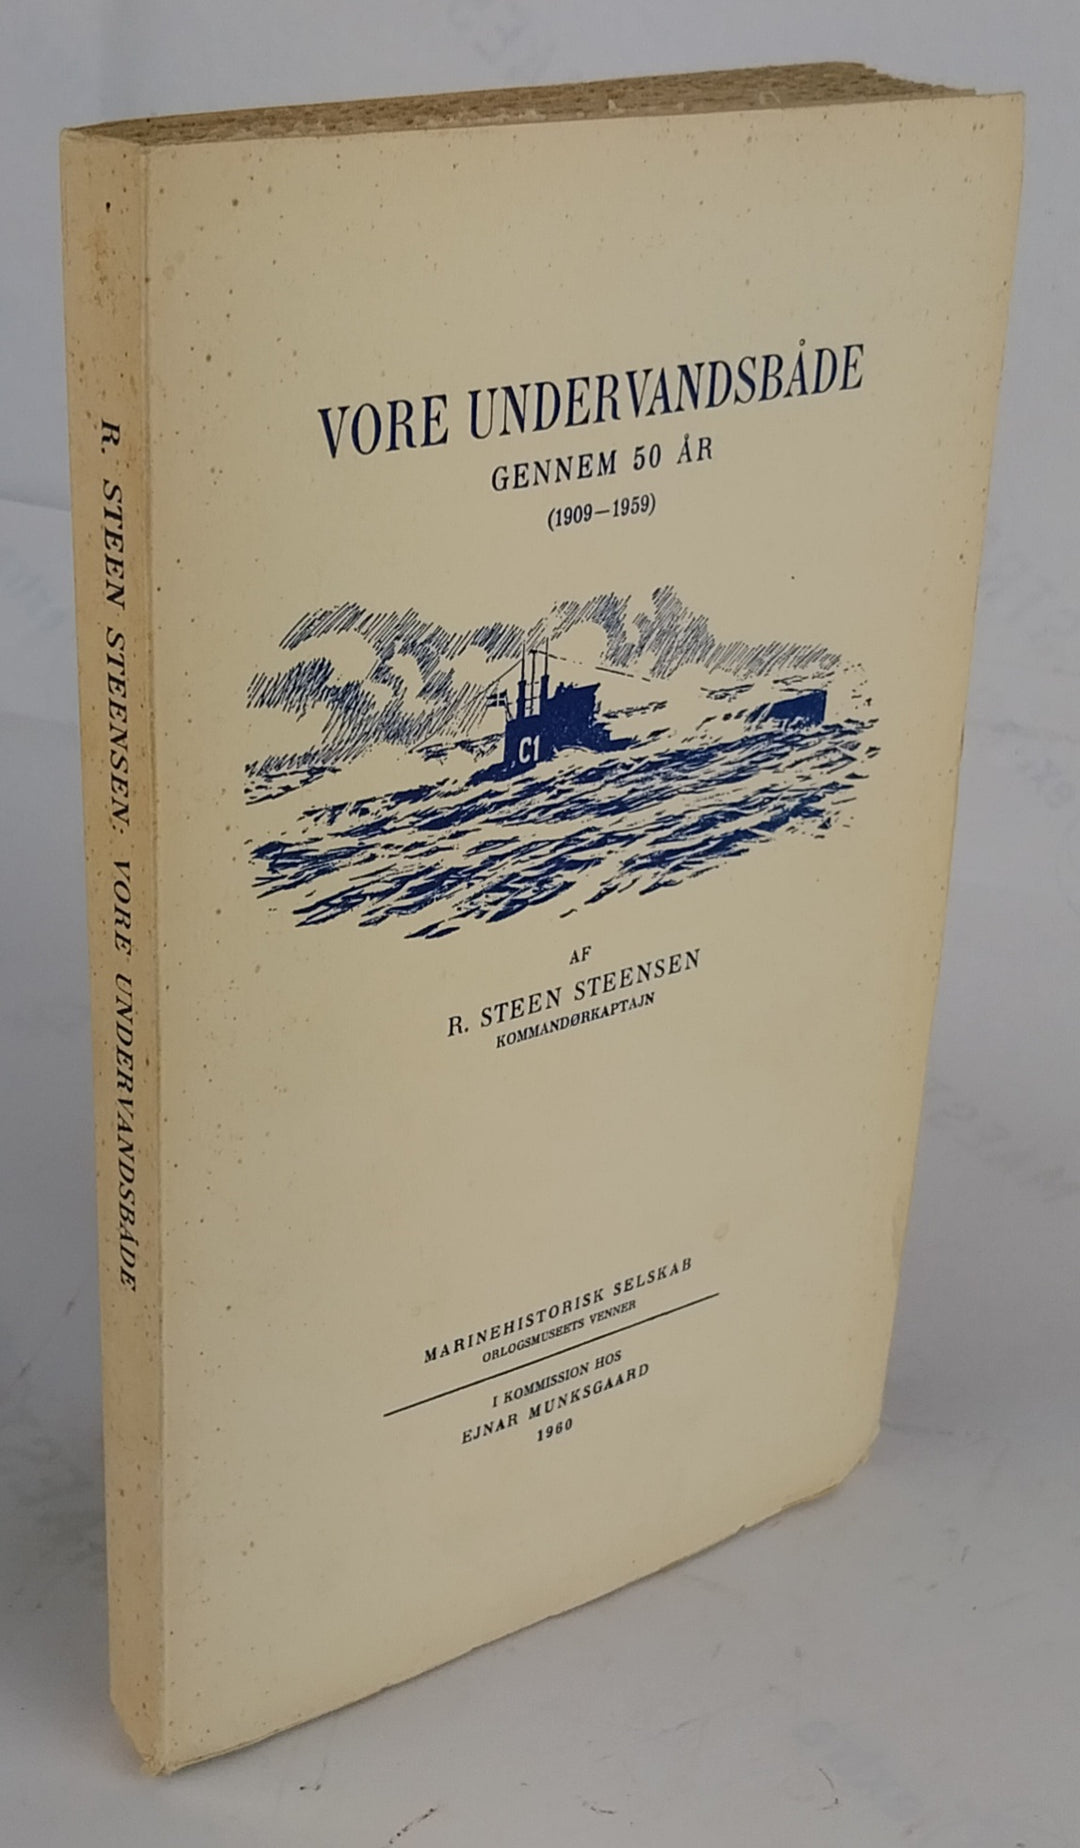 R. STEEN STEENSEN: VORE UNDERVANDSBÅDE
VORE UNDERVANDSBÅDE
GENNEM 50 ÅR
(1909—1959)
C1
AF
R. STEEN STEENSEN
KOMMANDØRKAPTAJN
MARINEHISTORISK SELSKAB
ORLOGSMUSEETS VENNER
I KOMMISSION HOS
EJNAR MUNKSGAARD
1960